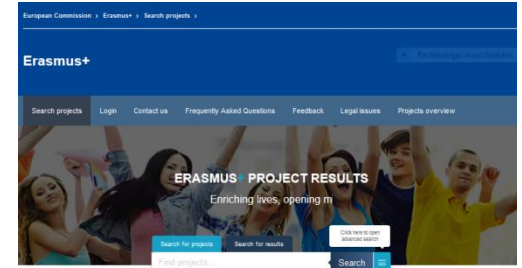 European Commission > Erasmus+ > Search projects >
Erasmus+
Search projects Login Contact us Frequently Asked Questions Feedback Legal issues Projects overview
ERASMUS+ PROJECT RESULTS
Enriching lives, opening m
Click here to open
advanced search
Search for projects Search for results
Find projects... Search